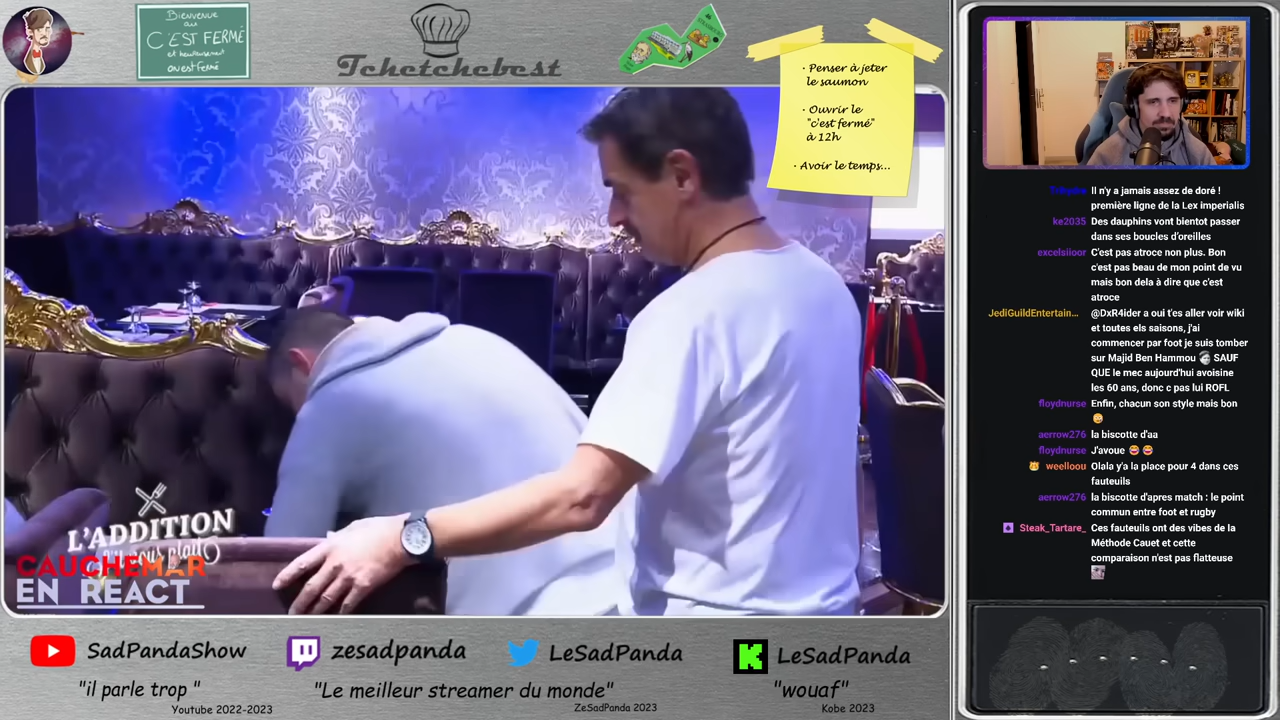 Bienvenue
au
C'EST FERMÉ
et heureusement
on est fermé
Tchetchebest
· Penser à jeter
le saumon
· Ouvrir le
"c'est fermé"
à 12h
· Avoir le temps...
L'ADDITION
s'il vous plaît
CAUCHEMAR
EN REACT
SadPandaShow
"il parle trop "
Youtube 2022-2023
zesadpanda
"Le meilleur streamer du monde"
ZeSadPanda 2023
LeSadPanda
LeSadPanda
"wouaf"
Kobe 2023
Il n'y a jamais assez de doré !
première ligne de la Lex imperialis
ke2035 Des dauphins vont bientot passer
dans ses boucles d'oreilles
excelsiioor C'est pas atroce non plus. Bon
c'est pas beau de mon point de vu
mais bon dela à dire que c'est
atroce
JediGuildEntertain... @DxR4ider a oui t'es aller voir wiki
et toutes els saisons, j'ai
commencer par foot je suis tomber
sur Majid Ben Hammou SAUF
QUE le mec aujourd'hui avoisine
les 60 ans, donc c pas lui ROFL
floydnurse Enfin, chacun son style mais bon
aerrow276 la biscotte d'aa
floydnurse J'avoue
weelloou Olala y'a la place pour 4 dans ces
fauteuils
aerrow276 la biscotte d'apres match : le point
commun entre foot et rugby
Steak_Tartare_ Ces fauteuils ont des vibes de la
Méthode Cauet et cette
comparaison n'est pas flatteuse